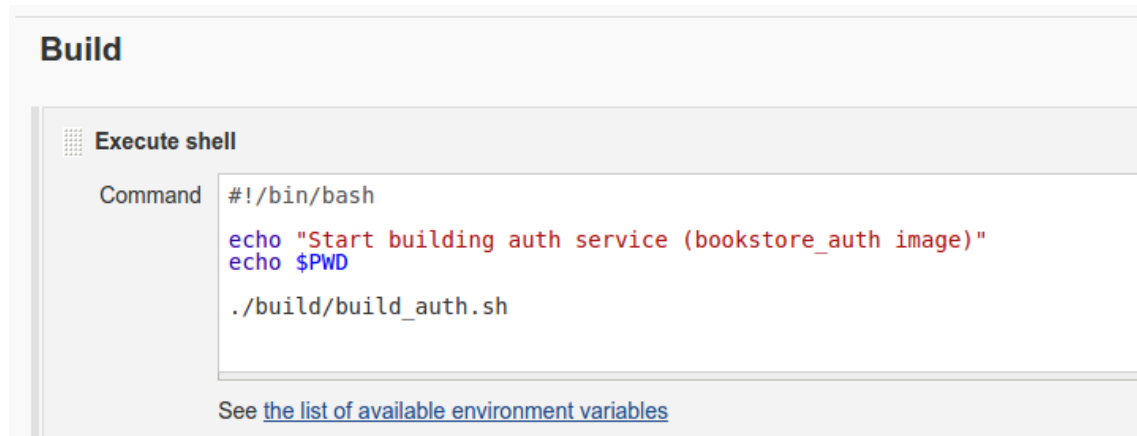 Build
Execute shell
Command
#!/bin/bash
echo "Start building auth service (bookstore_auth image)"
echo $PWD
./build/build_auth.sh
See the list of available environment variables